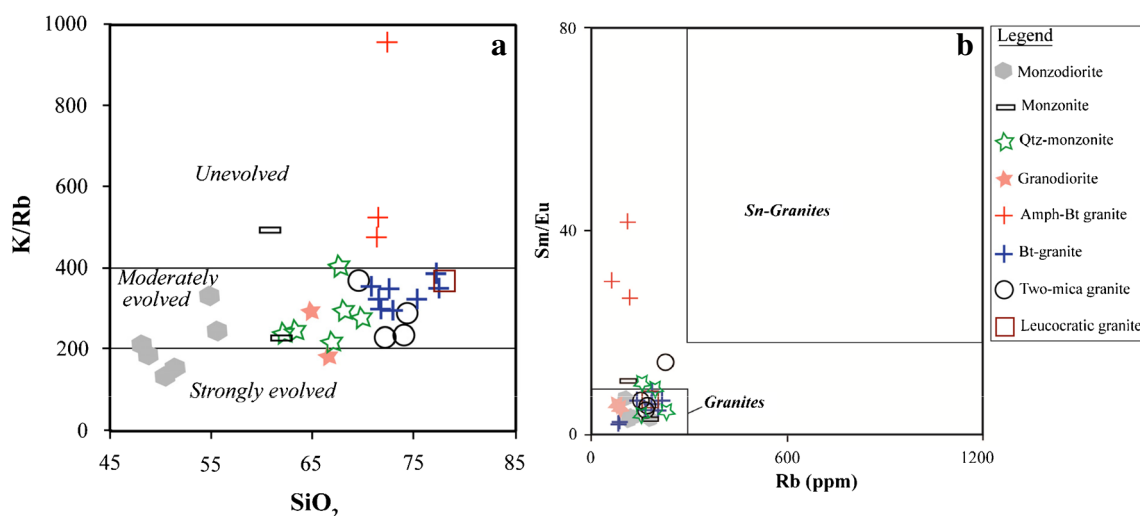 a
1000
800
600
400
200
0
K/Rb
Unevolved
Moderately
evolved
Strongly evolved
45
55
65
75
85
SiO₂
b
80
40
0
Sm/Eu
Sn-Granites
Granites
0
600
1200
Rb (ppm)
Legend
Monzodiorite
Monzonite
Qtz-monzonite
Granodiorite
Amph-Bt granite
Bt-granite
Two-mica granite
Leucocratic granite